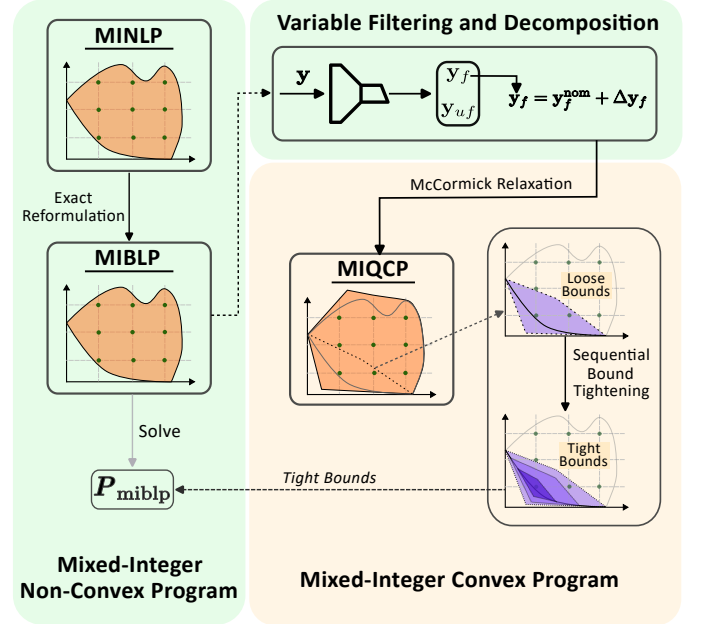 MINLP
Exact
Reformulation
MIBLP
Solve
P_miblp
Mixed-Integer
Non-Convex Program
Variable Filtering and Decomposition
y
y_f
y_uf
y_f = y_f^nom + Δy_f
McCormick Relaxation
MIQCP
Loose
Bounds
Sequential
Bound
Tightening
Tight
Bounds
Tight Bounds
Mixed-Integer Convex Program